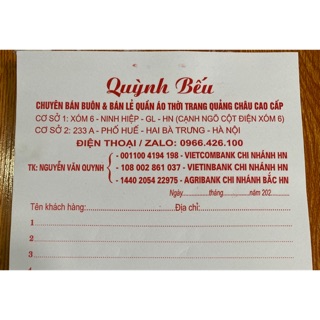 Quỳnh Bếu
CHUYÊN BÁN BUÔN & BÁN LẺ QUẦN ÁO THỜI TRANG QUẢNG CHÂU CAO CẤP
CƠ SỞ 1: XÓM 6 - NINH HIỆP - GL - HN (CẠNH NGÕ CỘT ĐIỆN XÓM 6)
CƠ SỞ 2: 233 A - PHỐ HUẾ - HAI BÀ TRƯNG - HÀ NỘI
ĐIỆN THOẠI / ZALO: 0966.426.100
- 001100 4194 198 - VIETCOMBANK CHI NHÁNH HN
TK: NGUYỄN VĂN QUYNH - 108 002 861 037 - VIETINBANK CHI NHÁNH HN
- 1440 2054 22975 - AGRIBANK CHI NHÁNH BẮC HN
Ngày............tháng............năm 202......
Tên khách hàng:............Địa chỉ:............
1
2
3
4